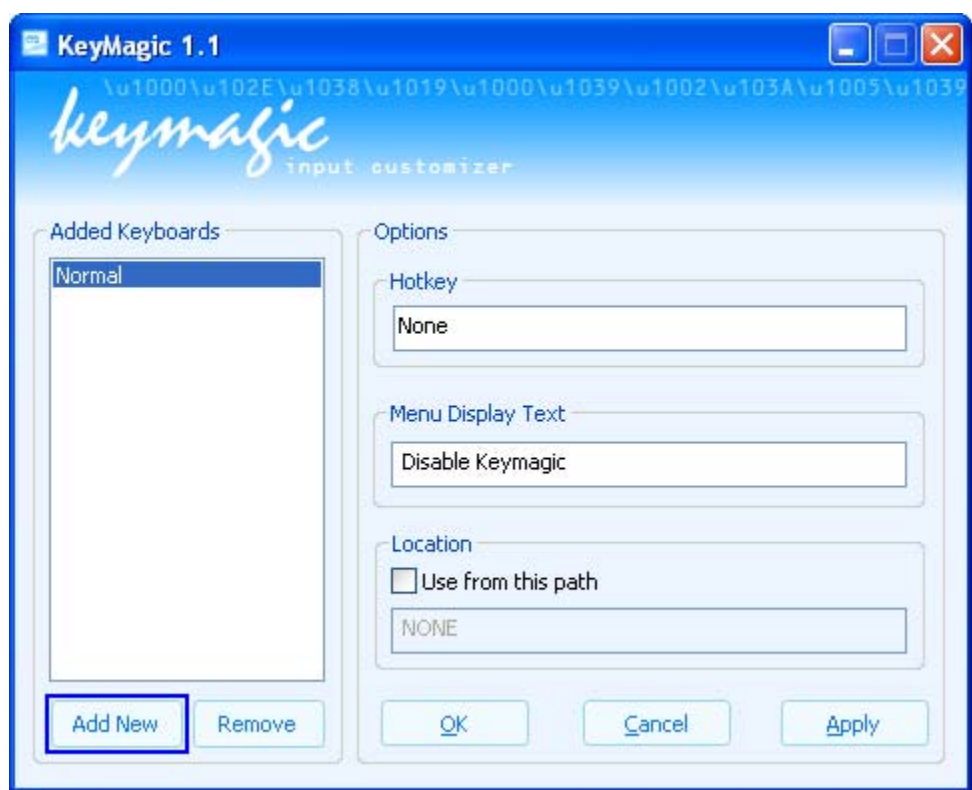 KeyMagic 1.1
\u1000\u102E\u1038\u1019\u1000\u1039\u1002\u103A\u1005\u1039
keymagic
input customizer
Added Keyboards
Normal
Add New
Remove
Options
Hotkey
None
Menu Display Text
Disable Keymagic
Location
Use from this path
NONE
OK
Cancel
Apply